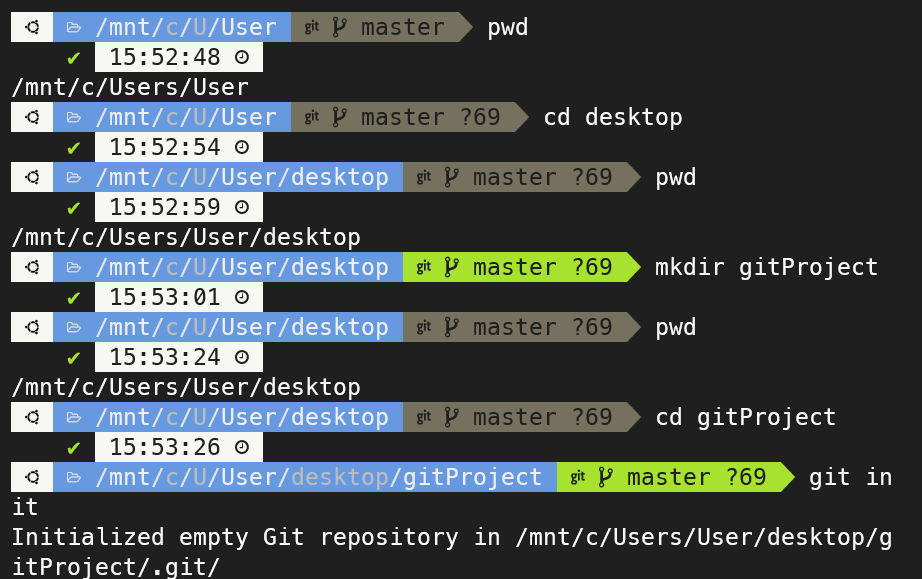 /mnt/c/U/User git master pwd
✔ 15:52:48
/mnt/c/Users/User
/mnt/c/U/User git master ?69 cd desktop
✔ 15:52:54
/mnt/c/U/User/desktop git master ?69 pwd
✔ 15:52:59
/mnt/c/Users/User/desktop
/mnt/c/U/User/desktop git master ?69 mkdir gitProject
✔ 15:53:01
/mnt/c/U/User/desktop git master ?69 pwd
✔ 15:53:24
/mnt/c/Users/User/desktop
/mnt/c/U/User/desktop git master ?69 cd gitProject
✔ 15:53:26
/mnt/c/U/User/desktop/gitProject git master ?69 git in
it
Initialized empty Git repository in /mnt/c/Users/User/desktop/g
itProject/.git/